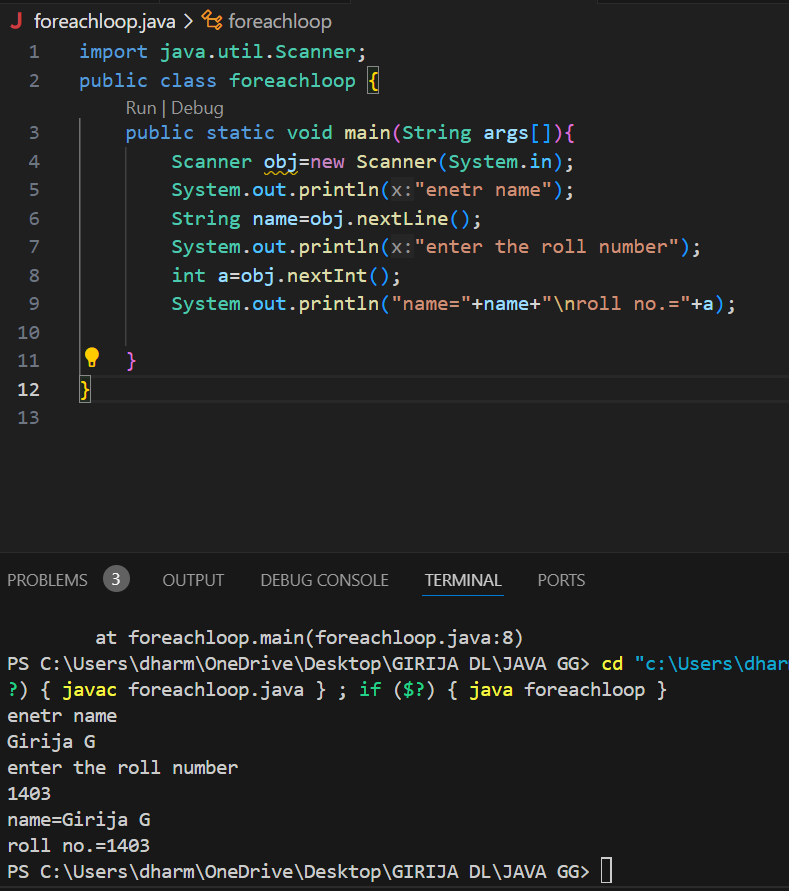 J foreachloop.java > foreachloop
1 import java.util.Scanner;
2 public class foreachloop {
Run | Debug
3 public static void main(String args[]){
4 Scanner obj=new Scanner(System.in);
5 System.out.println(x:"enetr name");
6 String name=obj.nextLine();
7 System.out.println(x:"enter the roll number");
8 int a=obj.nextInt();
9 System.out.println("name="+name+"\nroll no.="+a);
10
11 }
12 }
13
PROBLEMS 3 OUTPUT DEBUG CONSOLE TERMINAL PORTS
at foreachloop.main(foreachloop.java:8)
PS C:\Users\dharm\OneDrive\Desktop\GIRIJA DL\JAVA GG> cd "c:\Users\dhar
?) { javac foreachloop.java } ; if ($?) { java foreachloop }
enetr name
Girija G
enter the roll number
1403
name=Girija G
roll no.=1403
PS C:\Users\dharm\OneDrive\Desktop\GIRIJA DL\JAVA GG>